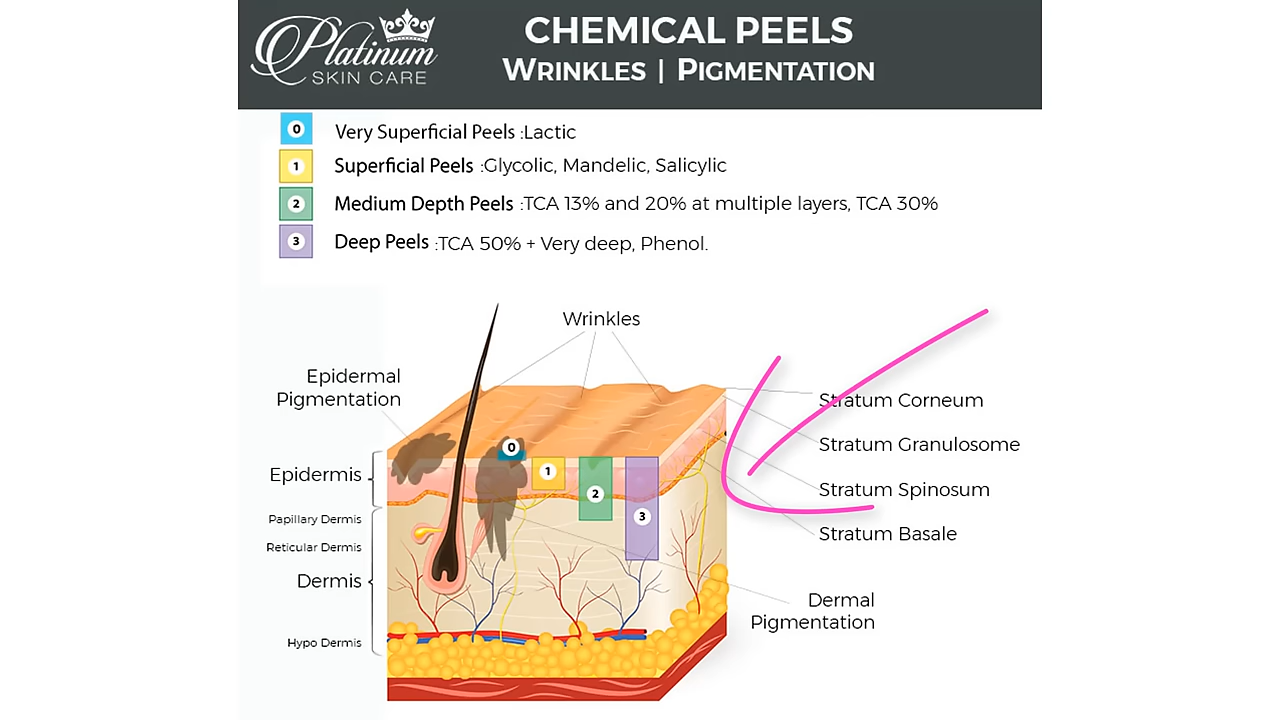 Platinum
SKIN CARE
CHEMICAL PEELS
WRINKLES | PIGMENTATION
0 Very Superficial Peels :Lactic
1 Superficial Peels :Glycolic, Mandelic, Salicylic
2 Medium Depth Peels :TCA 13% and 20% at multiple layers, TCA 30%
3 Deep Peels :TCA 50% + Very deep, Phenol.
Wrinkles
Epidermal
Pigmentation
Stratum Corneum
Stratum Granulosome
Stratum Spinosum
Stratum Basale
0
1
2
3
Epidermis
Papillary Dermis
Reticular Dermis
Dermis
Hypo Dermis
Dermal
Pigmentation